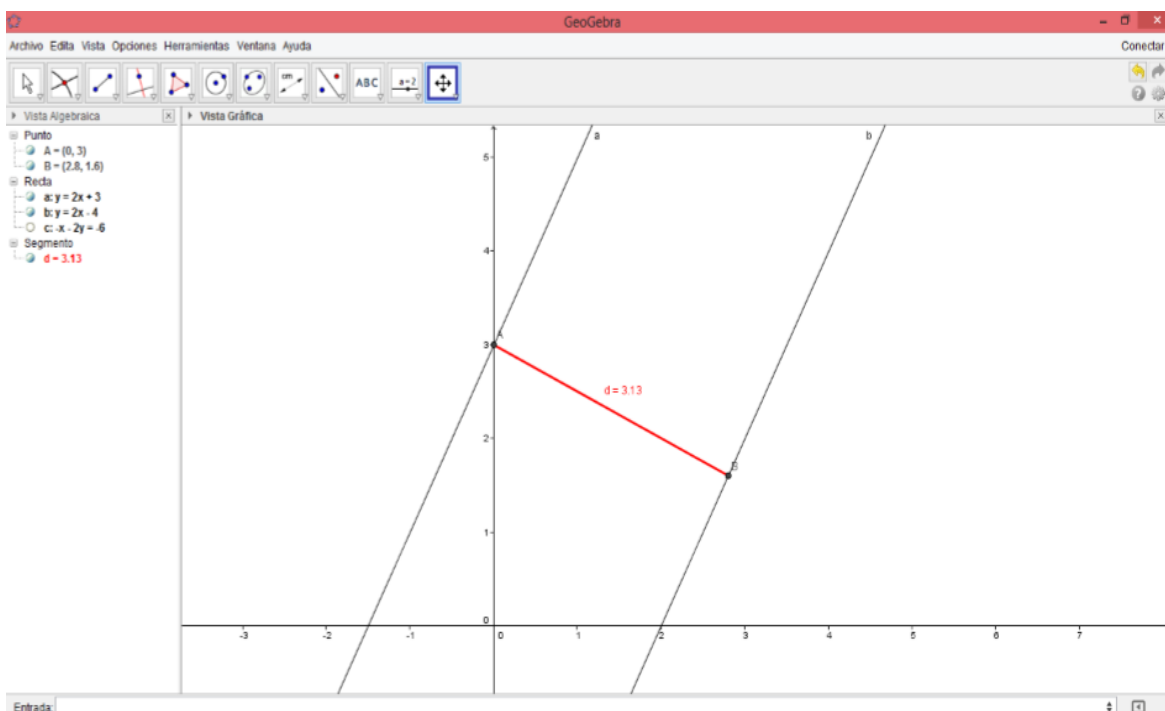 GeoGebra
Archivo Edita Vista Opciones Herramientas Ventana Ayuda
Conectar
cm
ABC
a=2
Vista Algebraica
Vista Gráfica
Punto
A = (0, 3)
B = (2.8, 1.6)
Recta
a: y = 2x + 3
b: y = 2x - 4
c: -x - 2y = -6
Segmento
d = 3.13
a
b
5
4
A
3
d = 3.13
2
B
1
0
-3 -2 -1 0 1 2 3 4 5 6 7
Entrada: